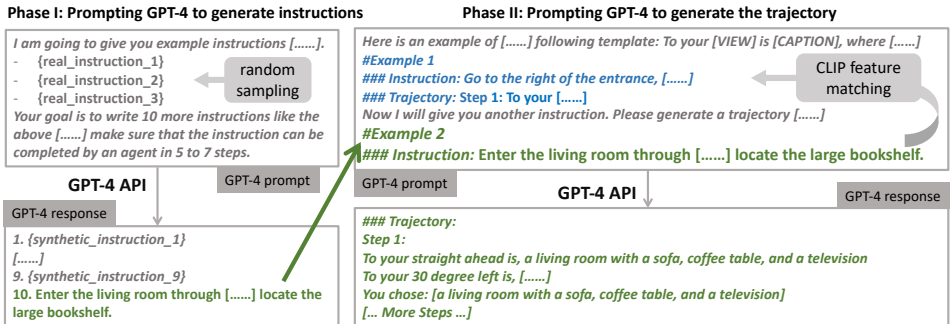 Phase I: Prompting GPT-4 to generate instructions
I am going to give you example instructions [……].
- {real_instruction_1}
- {real_instruction_2}
- {real_instruction_3}
random
sampling
Your goal is to write 10 more instructions like the
above [……] make sure that the instruction can be
completed by an agent in 5 to 7 steps.
GPT-4 API
GPT-4 prompt
GPT-4 response
1. {synthetic_instruction_1}
[……]
9. {synthetic_instruction_9}
10. Enter the living room through [……] locate the
large bookshelf.
Phase II: Prompting GPT-4 to generate the trajectory
Here is an example of [……] following template: To your [VIEW] is [CAPTION], where [……]
#Example 1
### Instruction: Go to the right of the entrance, [……]
### Trajectory: Step 1: To your [……]
CLIP feature
matching
Now I will give you another instruction. Please generate a trajectory [……]
#Example 2
### Instruction: Enter the living room through [……] locate the large bookshelf.
GPT-4 prompt
GPT-4 API
GPT-4 response
### Trajectory:
Step 1:
To your straight ahead is, a living room with a sofa, coffee table, and a television
To your 30 degree left is, [……]
You chose: [a living room with a sofa, coffee table, and a television]
[… More Steps …]